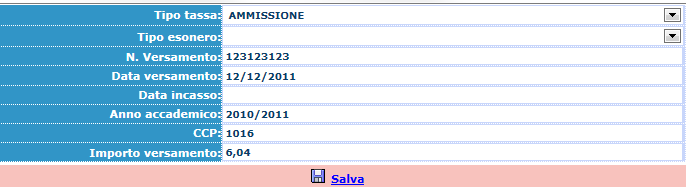 Tipo tassa: AMMISSIONE
Tipo esonero:
N. Versamento: 123123123
Data versamento: 12/12/2011
Data incasso:
Anno accademico: 2010/2011
CCP: 1016
Importo versamento: 6,04
Salva